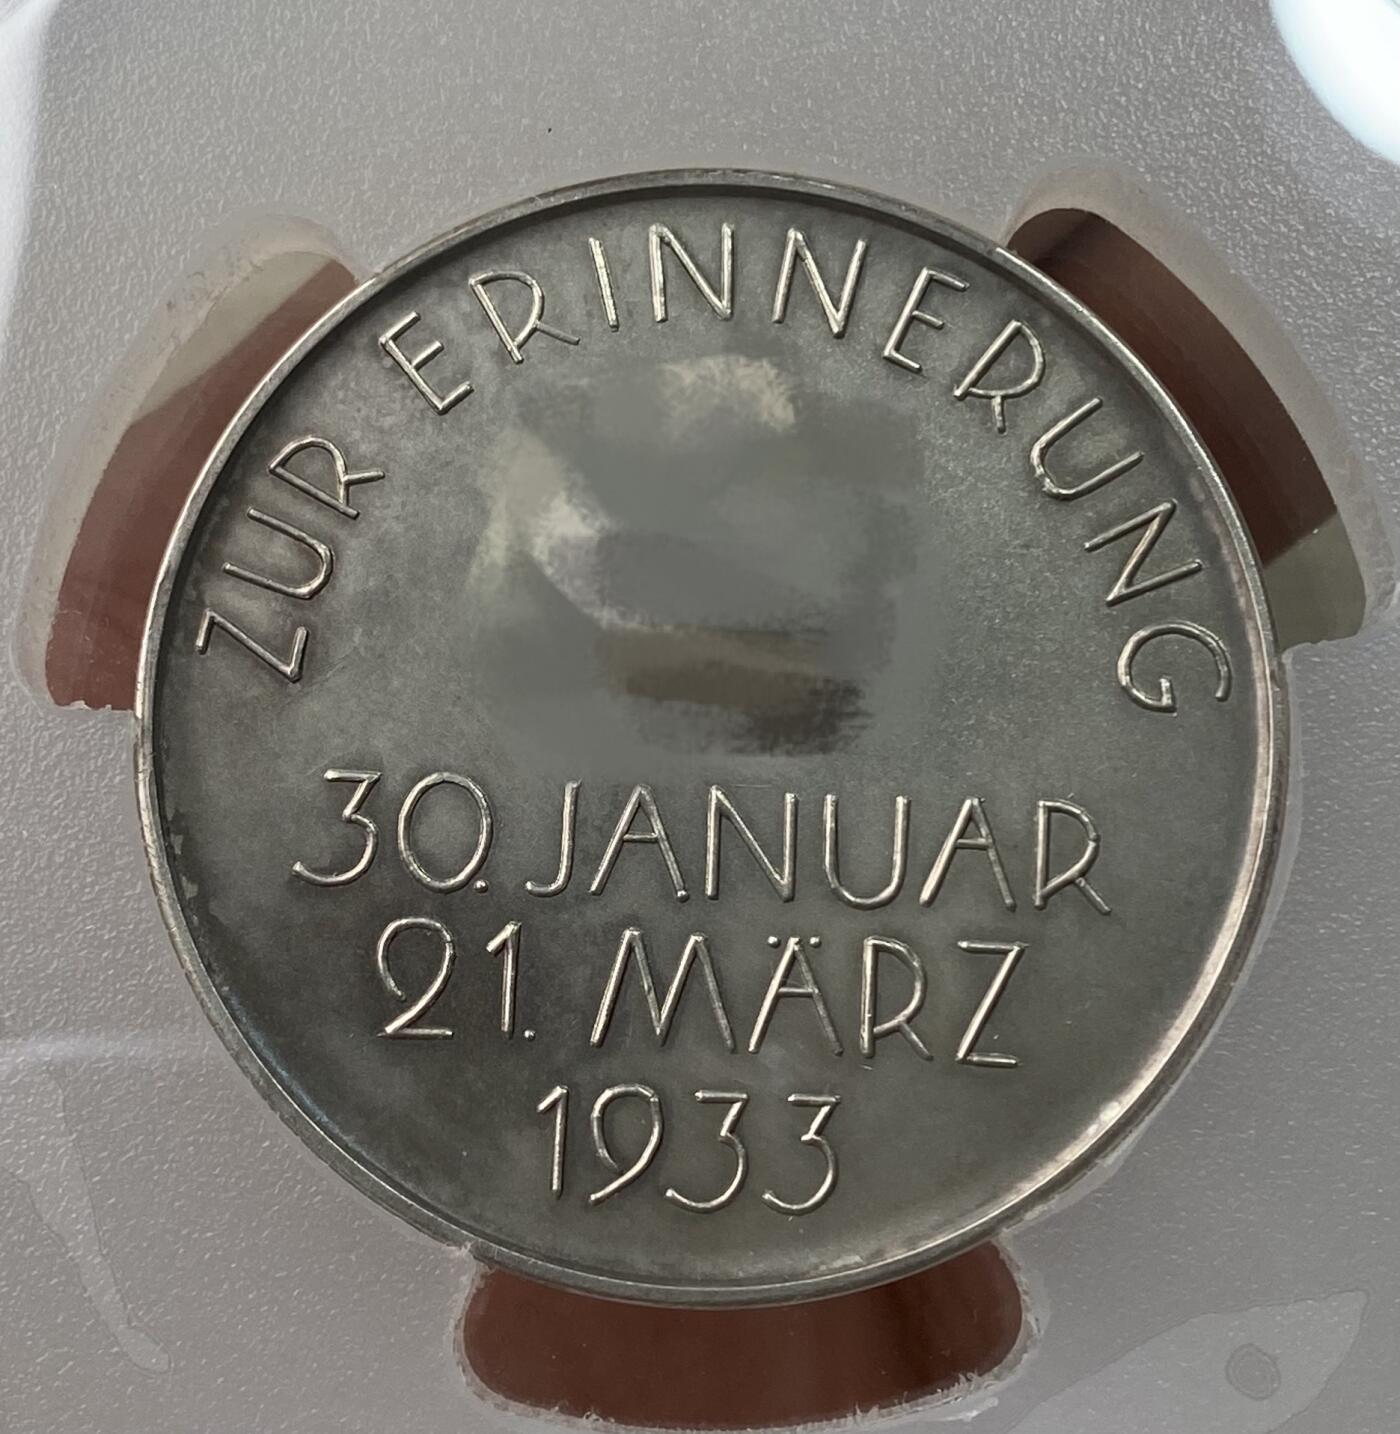 ZUR ERINNERUNG
30. JANUAR
21. MÄRZ
1933